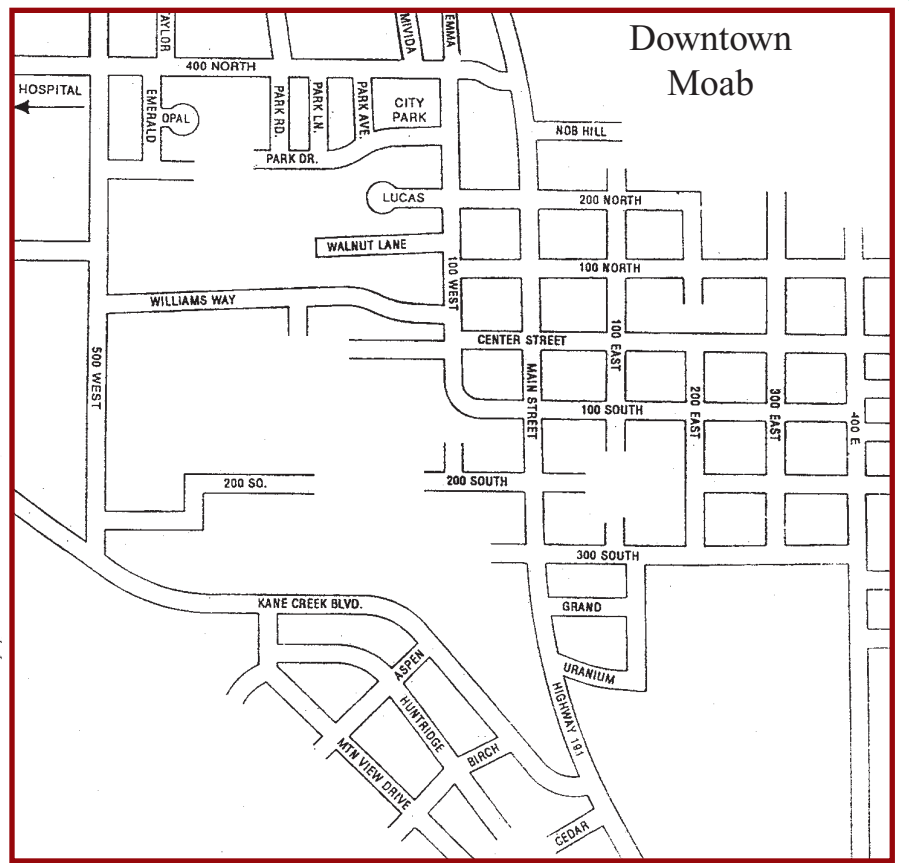 Downtown
Moab
TAYLOR
MIVIDA
EMMA
400 NORTH
HOSPITAL
EMERALD
OPAL
PARK RD.
PARK LN.
PARK AVE.
CITY
PARK
NOB HILL
PARK DR.
LUCAS
200 NORTH
WALNUT LANE
100 WEST
100 NORTH
WILLIAMS WAY
CENTER STREET
100 EAST
500 WEST
MAIN STREET
200 EAST
300 EAST
100 SOUTH
400 E.
200 SO.
200 SOUTH
300 SOUTH
KANE CREEK BLVD.
GRAND
ASPEN
URANIUM
HUNTRIDGE
HIGHWAY 191
MTN VIEW DRIVE
BIRCH
CEDAR